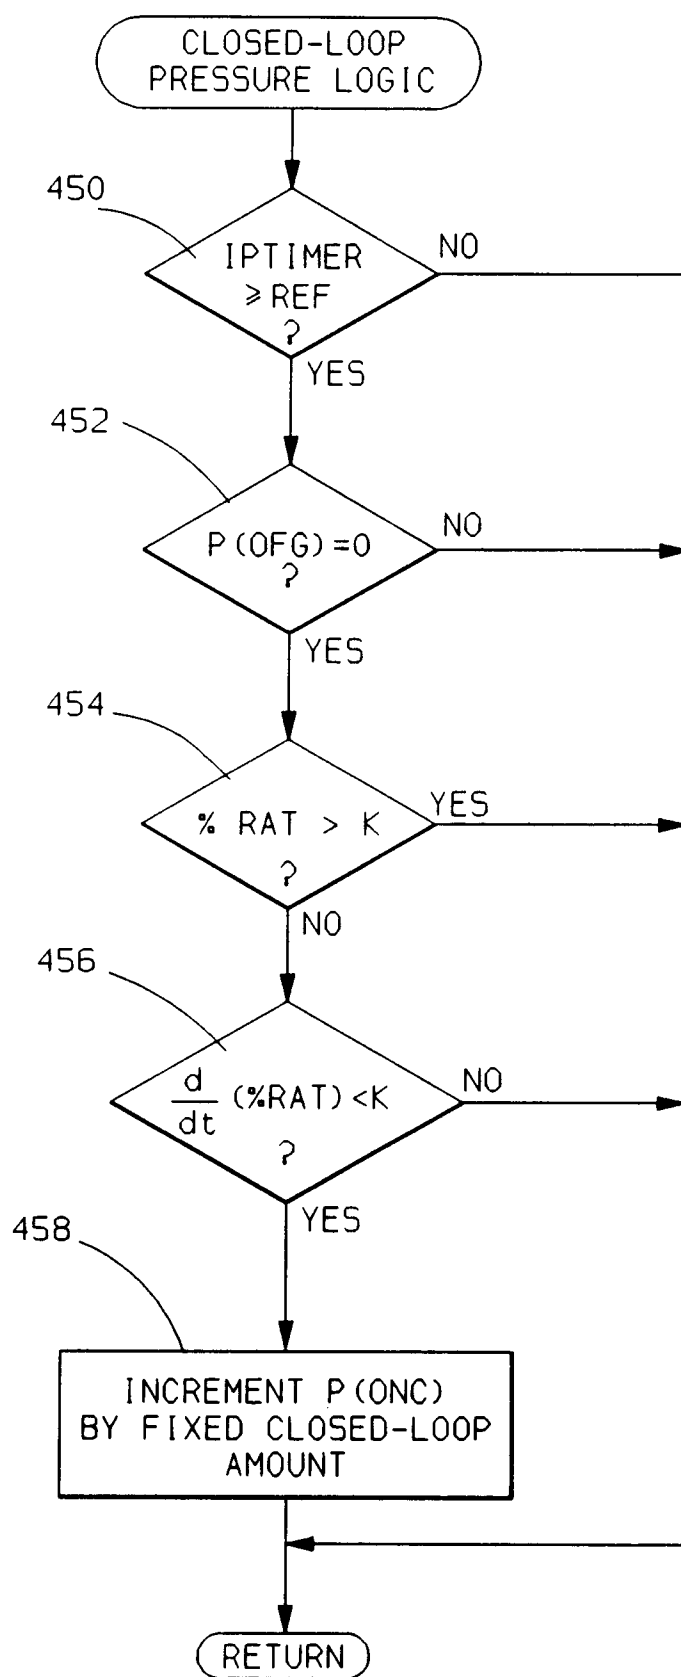 CLOSED-LOOP
PRESSURE LOGIC
450
IPTIMER
≥ REF
?
NO
YES
452
P(OFG)=0
?
NO
YES
454
% RAT > K
?
YES
NO
456
d/dt (%RAT)<K
?
NO
YES
458
INCREMENT P(ONC)
BY FIXED CLOSED-LOOP
AMOUNT
RETURN